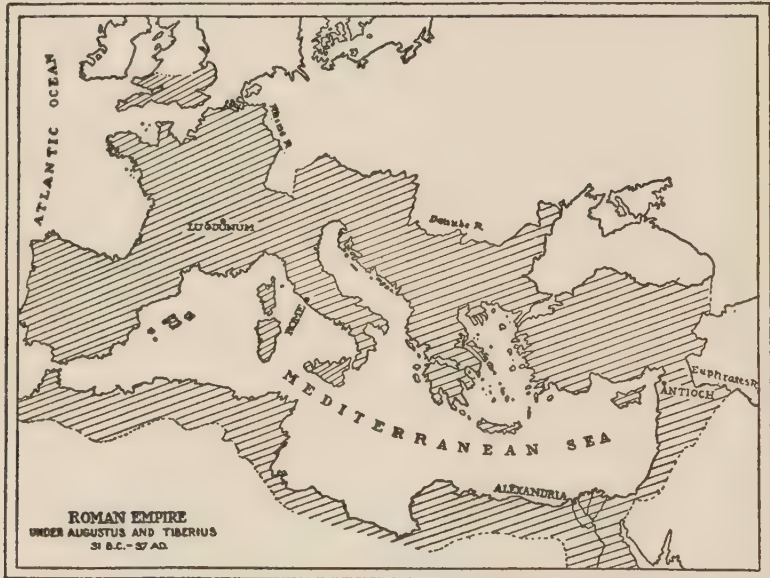 ATLANTIC OCEAN
Rhine R.
LUGDUNUM
Danube R.
ROME
MEDITERRANEAN SEA
Euphrates R.
ANTIOCH
ALEXANDRIA
ROMAN EMPIRE
UNDER AUGUSTUS AND TIBERIUS
31 B.C.-37 A.D.